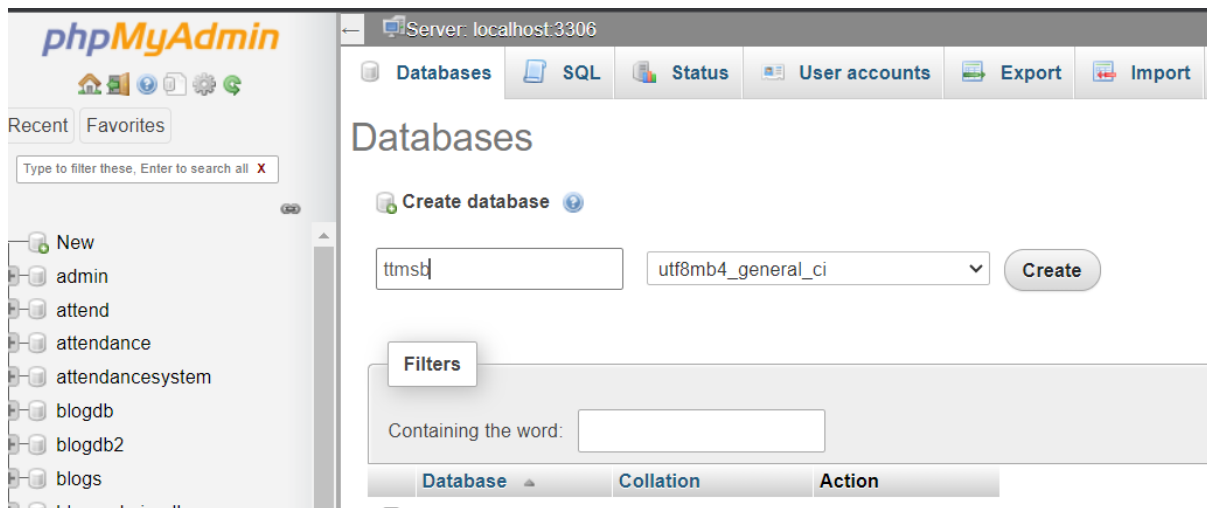 phpMyAdmin
Recent Favorites
Type to filter these, Enter to search all X
New
admin
attend
attendance
attendancesystem
blogdb
blogdb2
blogs
Server: localhost:3306
Databases SQL Status User accounts Export Import
Databases
Create database
ttmsb utf8mb4_general_ci Create
Filters
Containing the word:
Database Collation Action